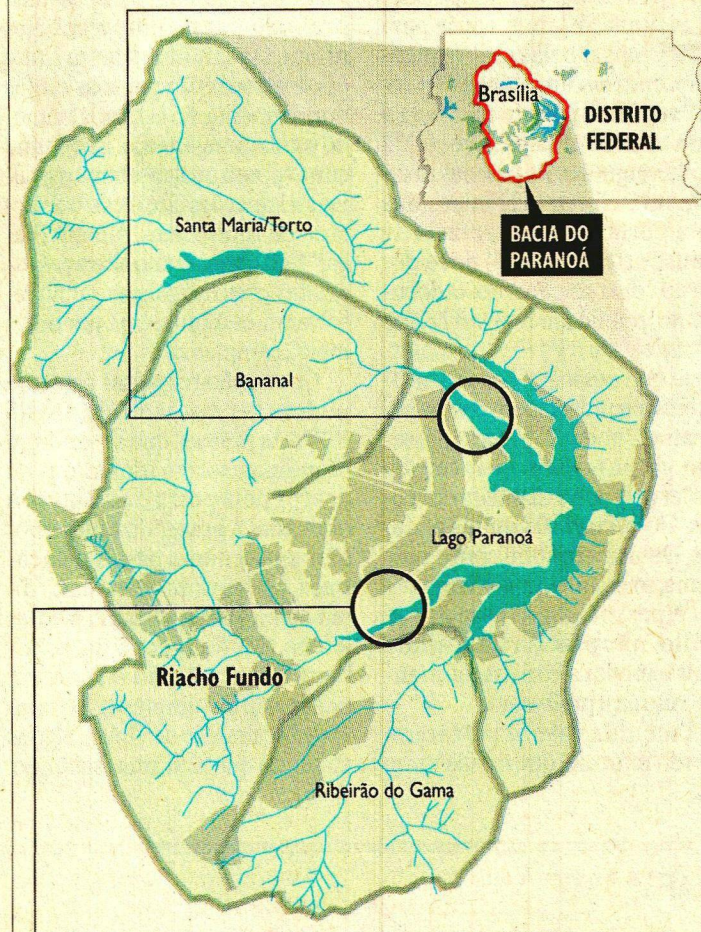 Brasília
DISTRITO
FEDERAL
BACIA DO
PARANOÁ
Santa Maria/Torto
Bananal
Lago Paranoá
Riacho Fundo
Ribeirão do Gama